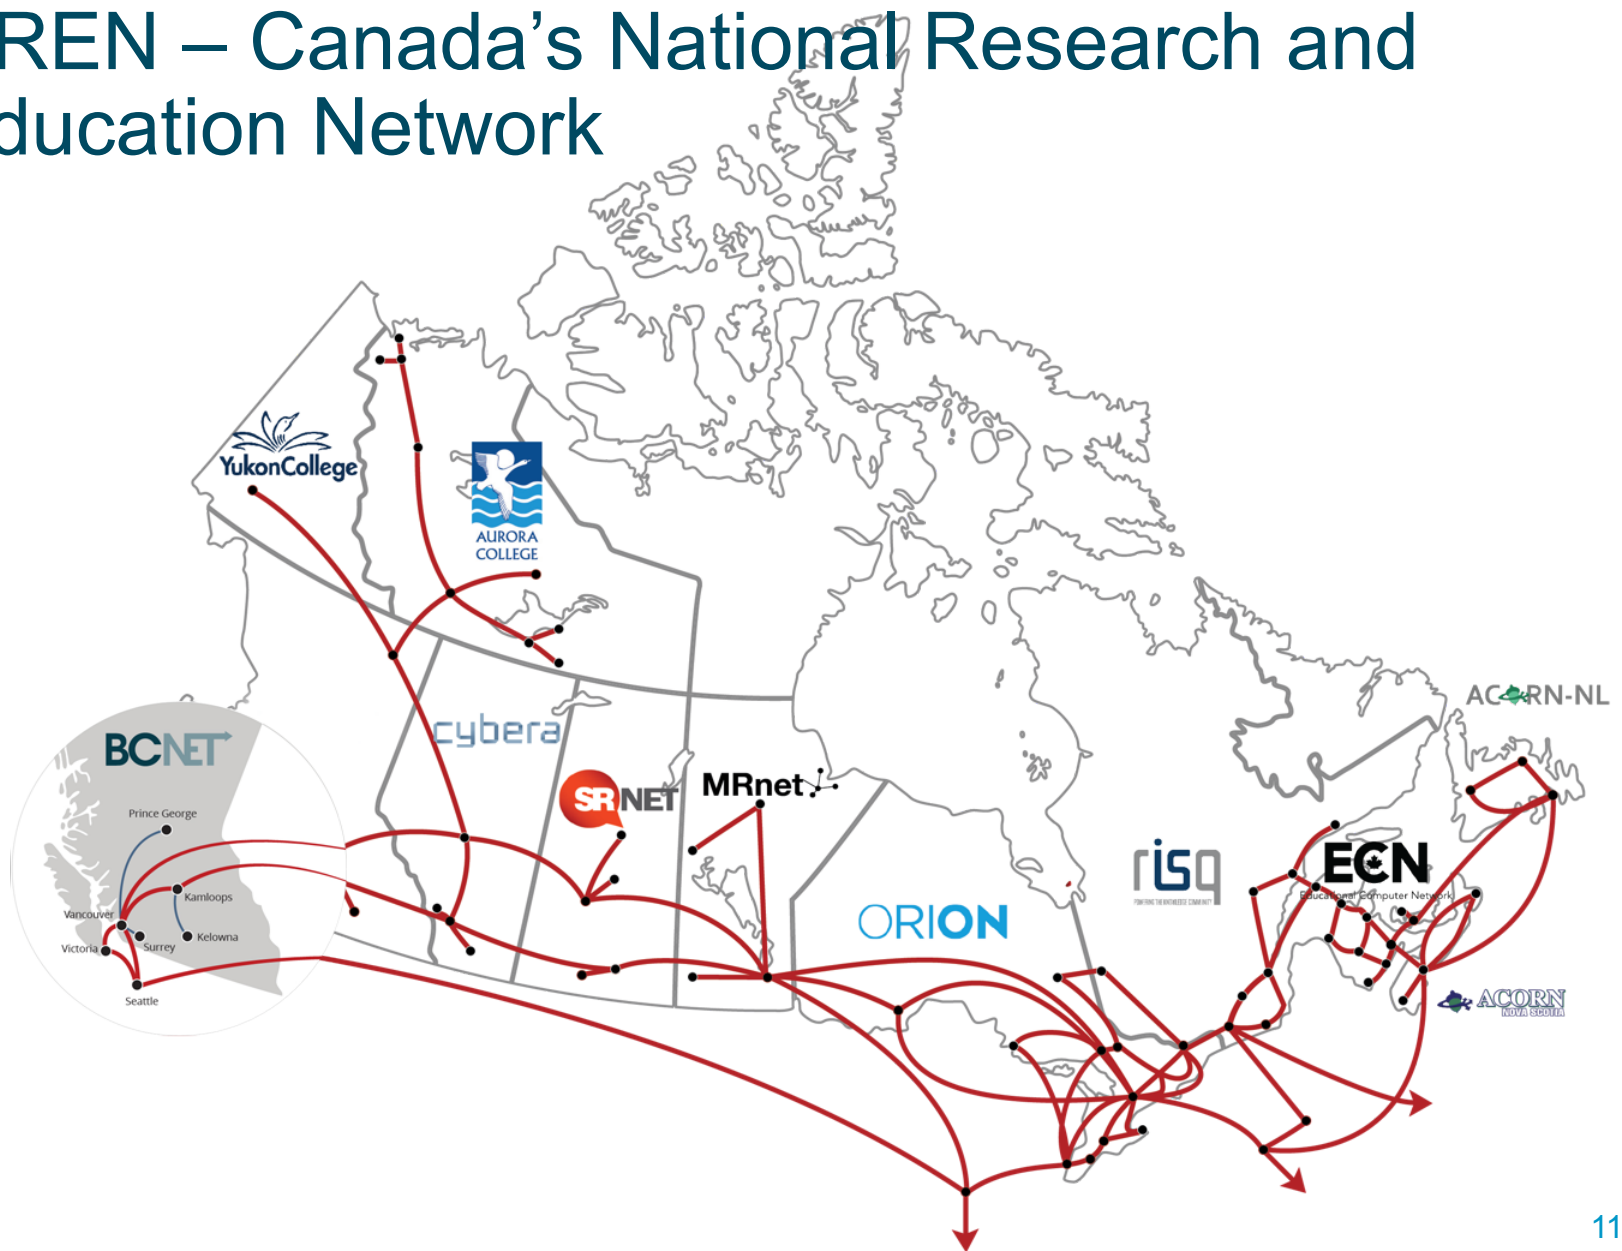 REN – Canada's National Research and
ducation Network
YukonCollege
AURORA
COLLEGE
ACORN-NL
cybera
BCNET
SRNET
MRnet
Prince George
Kamloops
Vancouver
Kelowna
Victoria
Surrey
Seattle
ORION
risq
ECN
Educational Computer Network
ACORN
NOVA SCOTIA
11